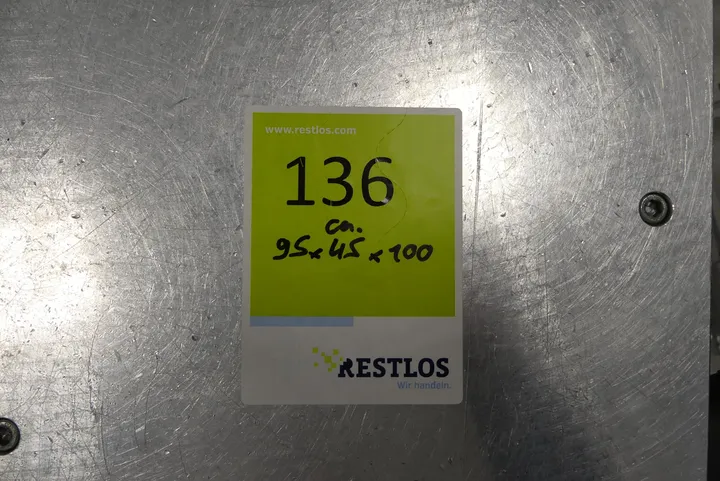 www.restlos.com
136
ca.
95x45x100
RESTLOS
Wir handeln.